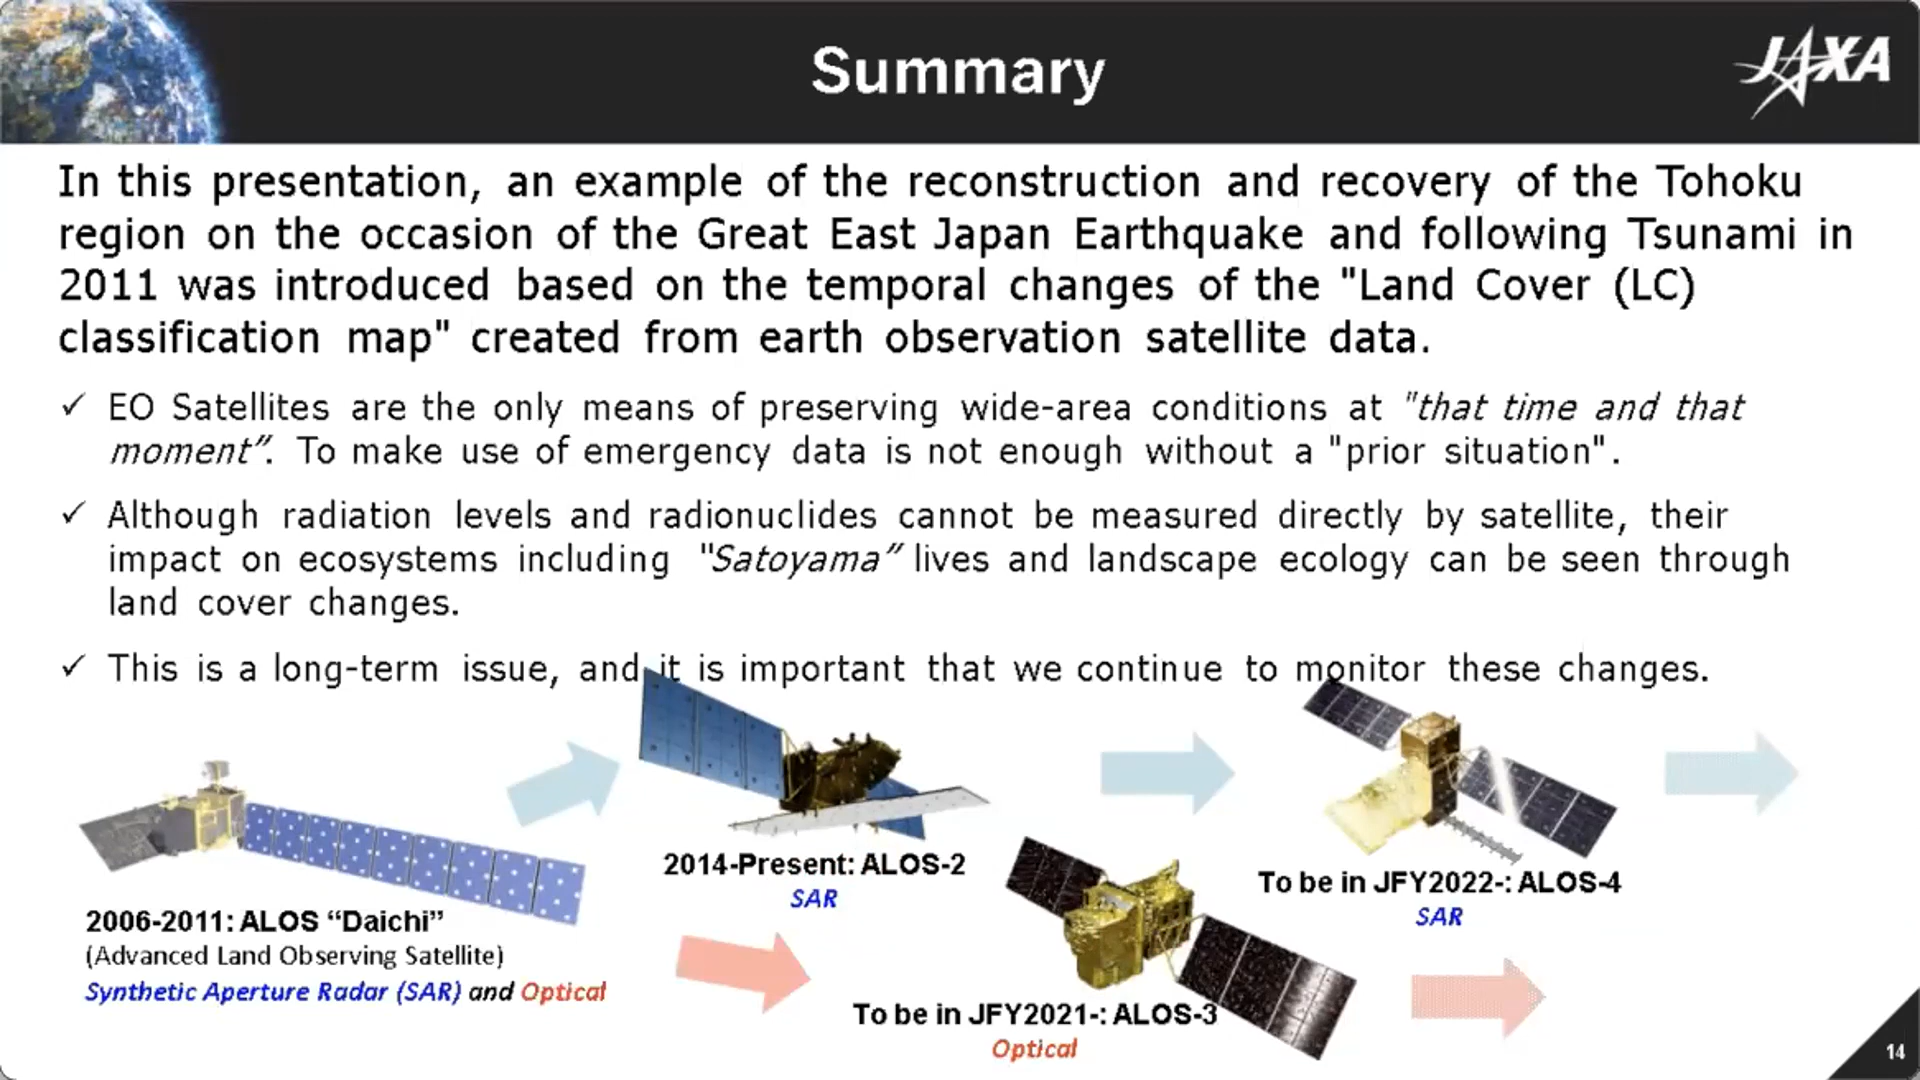 Summary
JAXA
In this presentation, an example of the reconstruction and recovery of the Tohoku
region on the occasion of the Great East Japan Earthquake and following Tsunami in
2011 was introduced based on the temporal changes of the "Land Cover (LC)
classification map" created from earth observation satellite data.
✓ EO Satellites are the only means of preserving wide-area conditions at "that time and that
moment”. To make use of emergency data is not enough without a "prior situation".
✓ Although radiation levels and radionuclides cannot be measured directly by satellite, their
impact on ecosystems including "Satoyama” lives and landscape ecology can be seen through
land cover changes.
✓ This is a long-term issue, and it is important that we continue to monitor these changes.
2006-2011: ALOS “Daichi”
(Advanced Land Observing Satellite)
Synthetic Aperture Radar (SAR) and Optical
2014-Present: ALOS-2
SAR
To be in JFY2021-: ALOS-3
Optical
To be in JFY2022-: ALOS-4
SAR
14